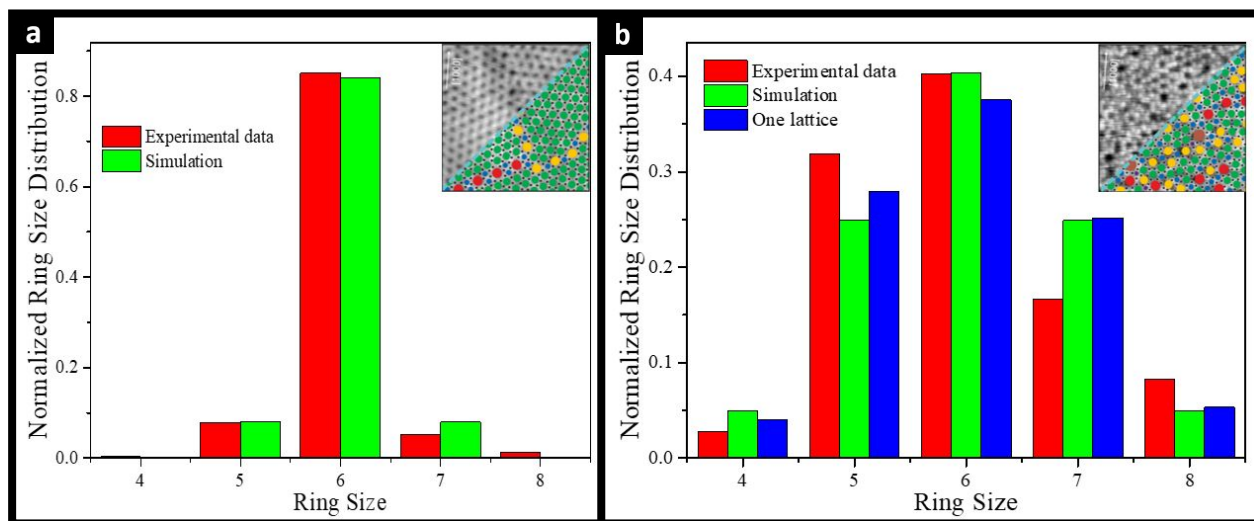 a
Normalized Ring Size Distribution
0.8
0.6
0.4
0.2
0.0
Experimental data
Simulation
4 5 6 7 8
Ring Size
b
Normalized Ring Size Distribution
0.4
0.3
0.2
0.1
0.0
Experimental data
Simulation
One lattice
4 5 6 7 8
Ring Size